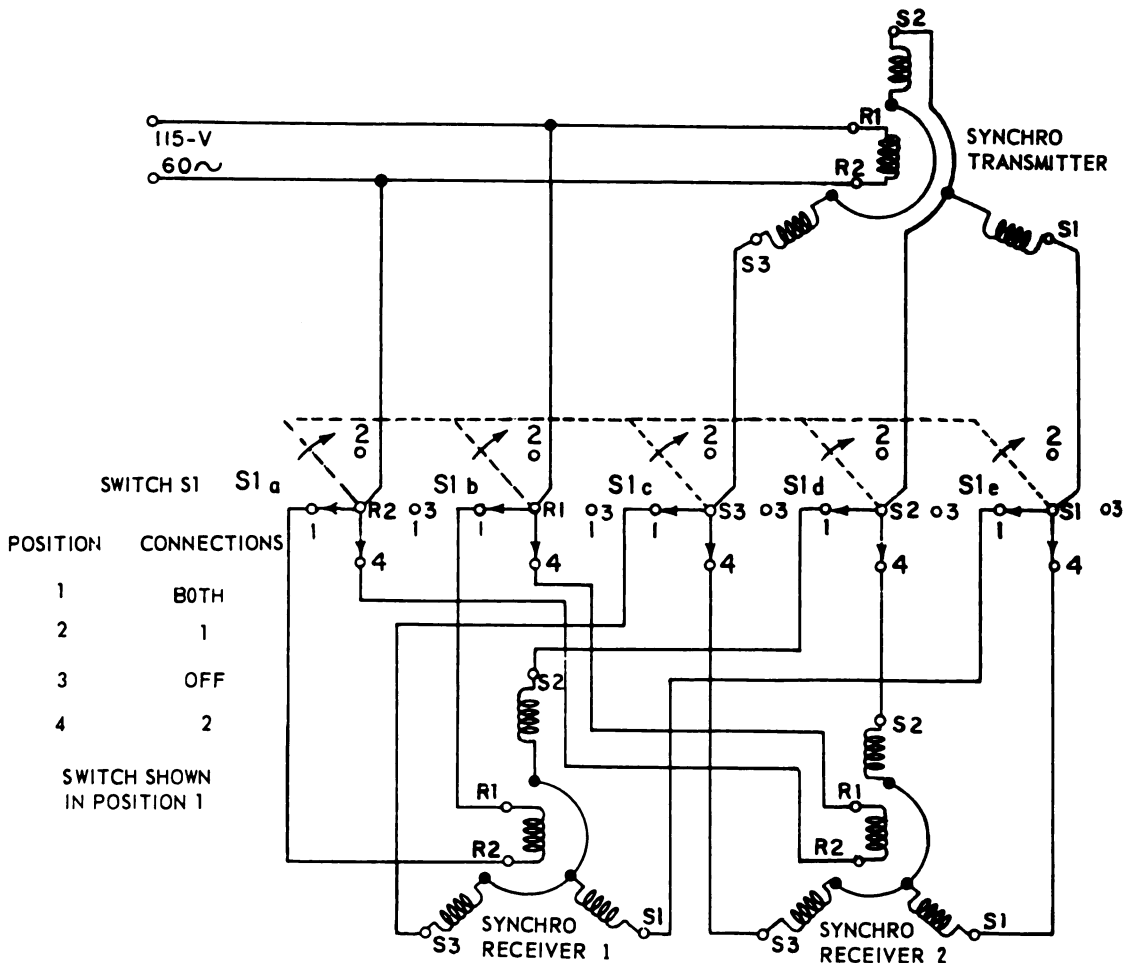 S2
115-V
60~
R1
R2
SYNCHRO
TRANSMITTER
S3
S1
2
2
2
2
2
SWITCH S1
S1a
S1b
S1c
S1d
S1e
R2
3
R1
3
S3
3
S2
3
S1
3
1
1
1
1
1
1
1
4
4
4
4
4
POSITION CONNECTIONS
1 BOTH
2 1
3 OFF
4 2
SWITCH SHOWN
IN POSITION 1
S2
S2
R1
R2
R1
R2
S3
S1
SYNCHRO
RECEIVER 1
S3
S1
SYNCHRO
RECEIVER 2